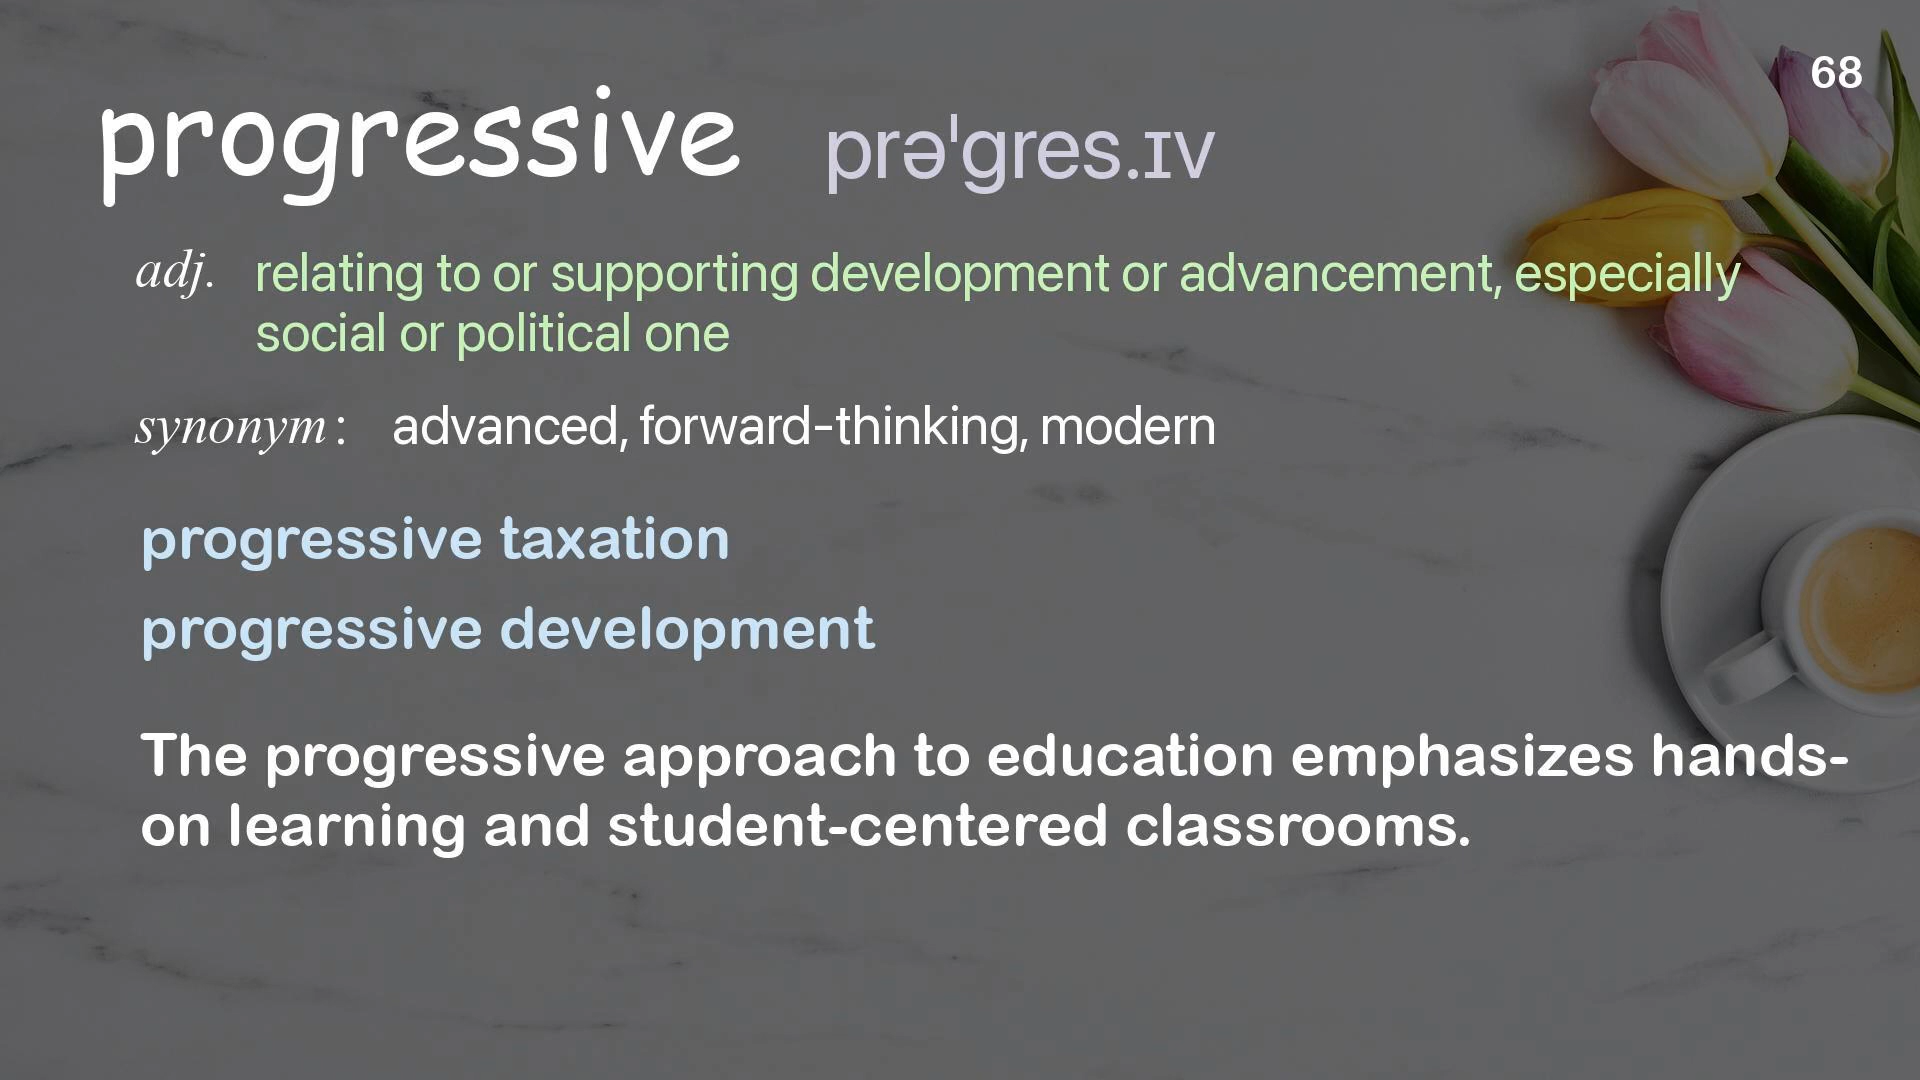 68
progressive prəˈgres.ɪv
adj. relating to or supporting development or advancement, especially
social or political one
synonym : advanced, forward-thinking, modern
progressive taxation
progressive development
The progressive approach to education emphasizes hands-
on learning and student-centered classrooms.